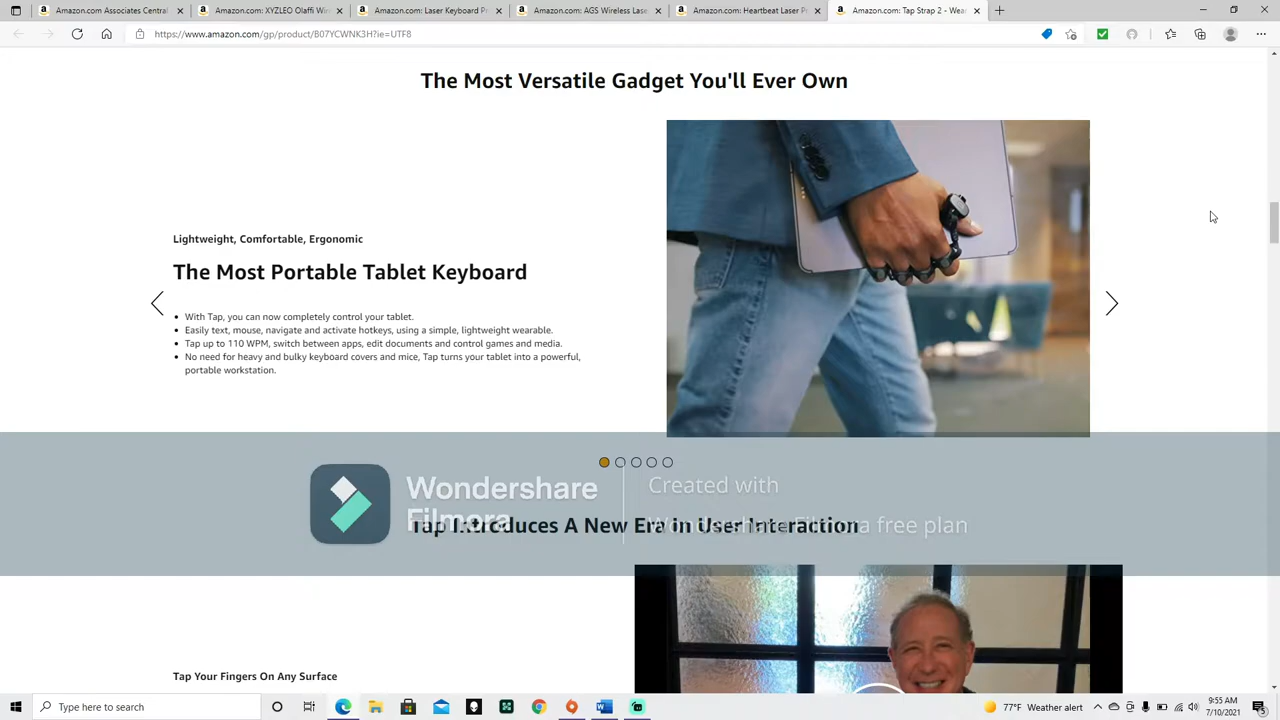 Amazon.com Associates Central
Amazon.com: XYZLEO Olaffi Wire
Amazon.com: Laser Keyboard Pr
Amazon.com: AGS Wireless Lase
Amazon.com: Heartbeat Laser P
Amazon.com: Tap Strap 2 – Wea
https://www.amazon.com/gp/product/B07YCWNK3H?ie=UTF8
The Most Versatile Gadget You'll Ever Own
Lightweight, Comfortable, Ergonomic
The Most Portable Tablet Keyboard
With Tap, you can now completely control your tablet.
Easily text, mouse, navigate and activate hotkeys, using a simple, lightweight wearable.
Tap up to 110 WPM, switch between apps, edit documents and control games and media.
No need for heavy and bulky keyboard covers and mice, Tap turns your tablet into a powerful,
portable workstation.
Wondershare
Filmora
Created with
Wondershare Filmora free plan
Tap Introduces A New Era In User Interaction
Tap Your Fingers On Any Surface
Type here to search
77°F Weather alert
9:55 AM
7/10/2021